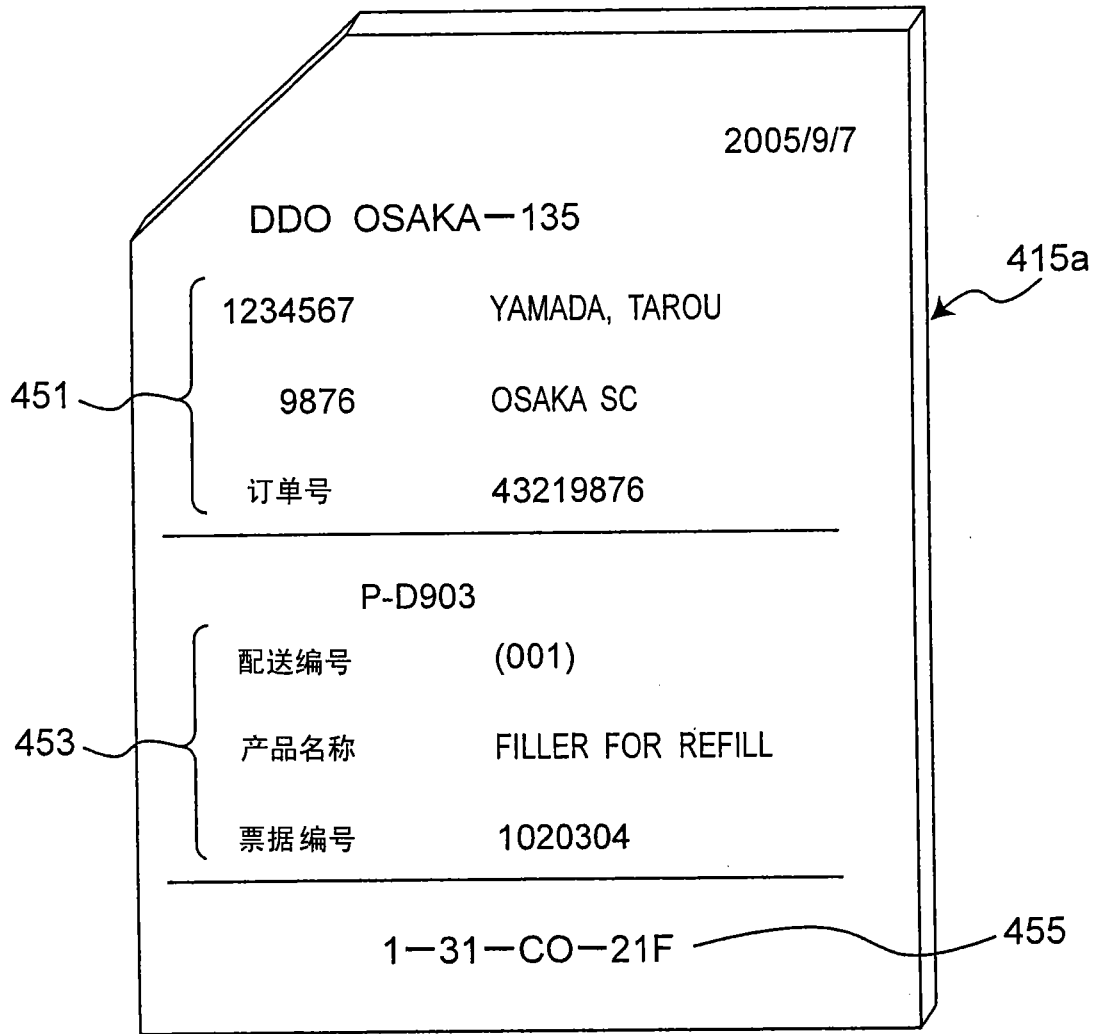 2005/9/7
DDO OSAKA－135
415a
1234567 YAMADA, TAROU
451 9876 OSAKA SC
订单号 43219876
P-D903
配送编号 (001)
453 产品名称 FILLER FOR REFILL
票据编号 1020304
1－31－CO－21F 455